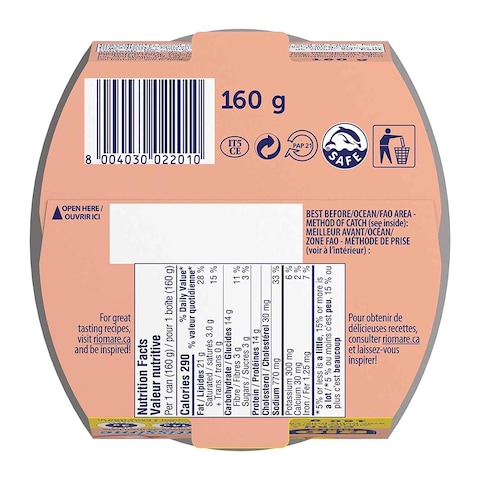 160 g
160 g
8 004030 022010
IT5
CE
PAP 21
SAFE
OPEN HERE /
OUVRIR ICI
BEST BEFORE/OCEAN/FAO AREA -
METHOD OF CATCH (see inside):
MEILLEUR AVANT/OCÉAN/
ZONE FAO - MÉTHODE DE PRISE
(voir à l'intérieur) :
For great
tasting recipes,
visit riomare.ca
and be inspired!
Nutrition Facts
Valeur nutritive
Per 1 can (160 g) / pour 1 boîte (160 g)
Calories 290
% Daily Value*
% valeur quotidienne*
Fat / Lipides 21 g 28 %
Saturated / saturés 3.0 g
+ Trans / trans 0 g 15 %
Carbohydrate / Glucides 14 g
Fibre / Fibres 3 g 11 %
Sugars / Sucres 3 g 3 %
Protein / Protéines 14 g
Cholesterol / Cholestérol 30 mg
Sodium 770 mg 33 %
Potassium 300 mg 6 %
Calcium 30 mg 2 %
Iron / Fer 1.25 mg 7 %
*5% or less is a little, 15% or more is
a lot / *5 % ou moins c'est peu, 15 % ou
plus c'est beaucoup
Pour obtenir de
délicieuses recettes,
consulter riomare.ca
et laissez-vous
inspirer!